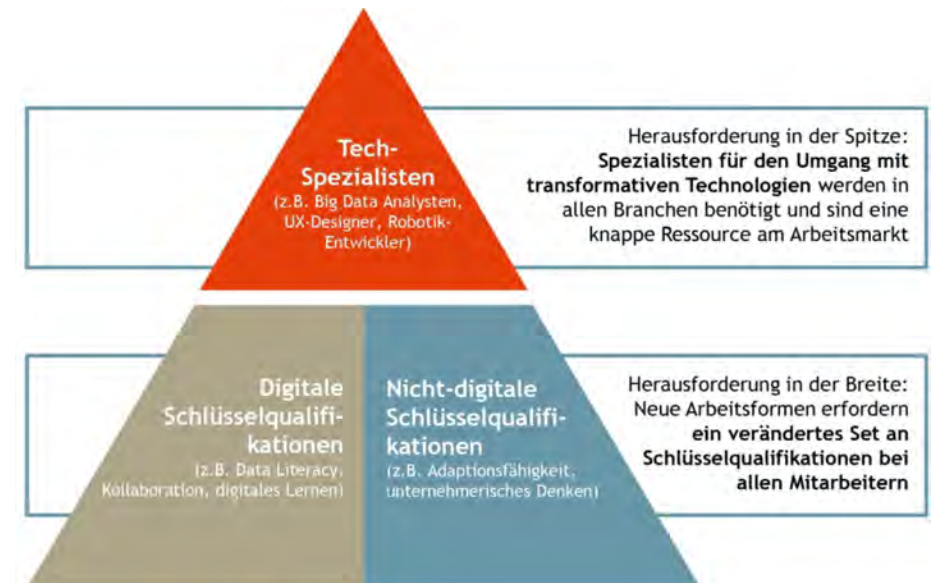 Tech-
Spezialisten
(z.B. Big Data Analysten,
UX-Designer, Robotik-
Entwickler)
Herausforderung in der Spitze:
Spezialisten für den Umgang mit
transformativen Technologien werden in
allen Branchen benötigt und sind eine
knappe Ressource am Arbeitsmarkt
Digitale
Schlüsselqualifi-
kationen
(z.B. Data Literacy,
Kollaboration, digitales Lernen)
Nicht-digitale
Schlüsselqualifi-
kationen
(z.B. Adaptionsfähigkeit,
unternehmerisches Denken)
Herausforderung in der Breite:
Neue Arbeitsformen erfordern
ein verändertes Set an
Schlüsselqualifikationen bei
allen Mitarbeitern